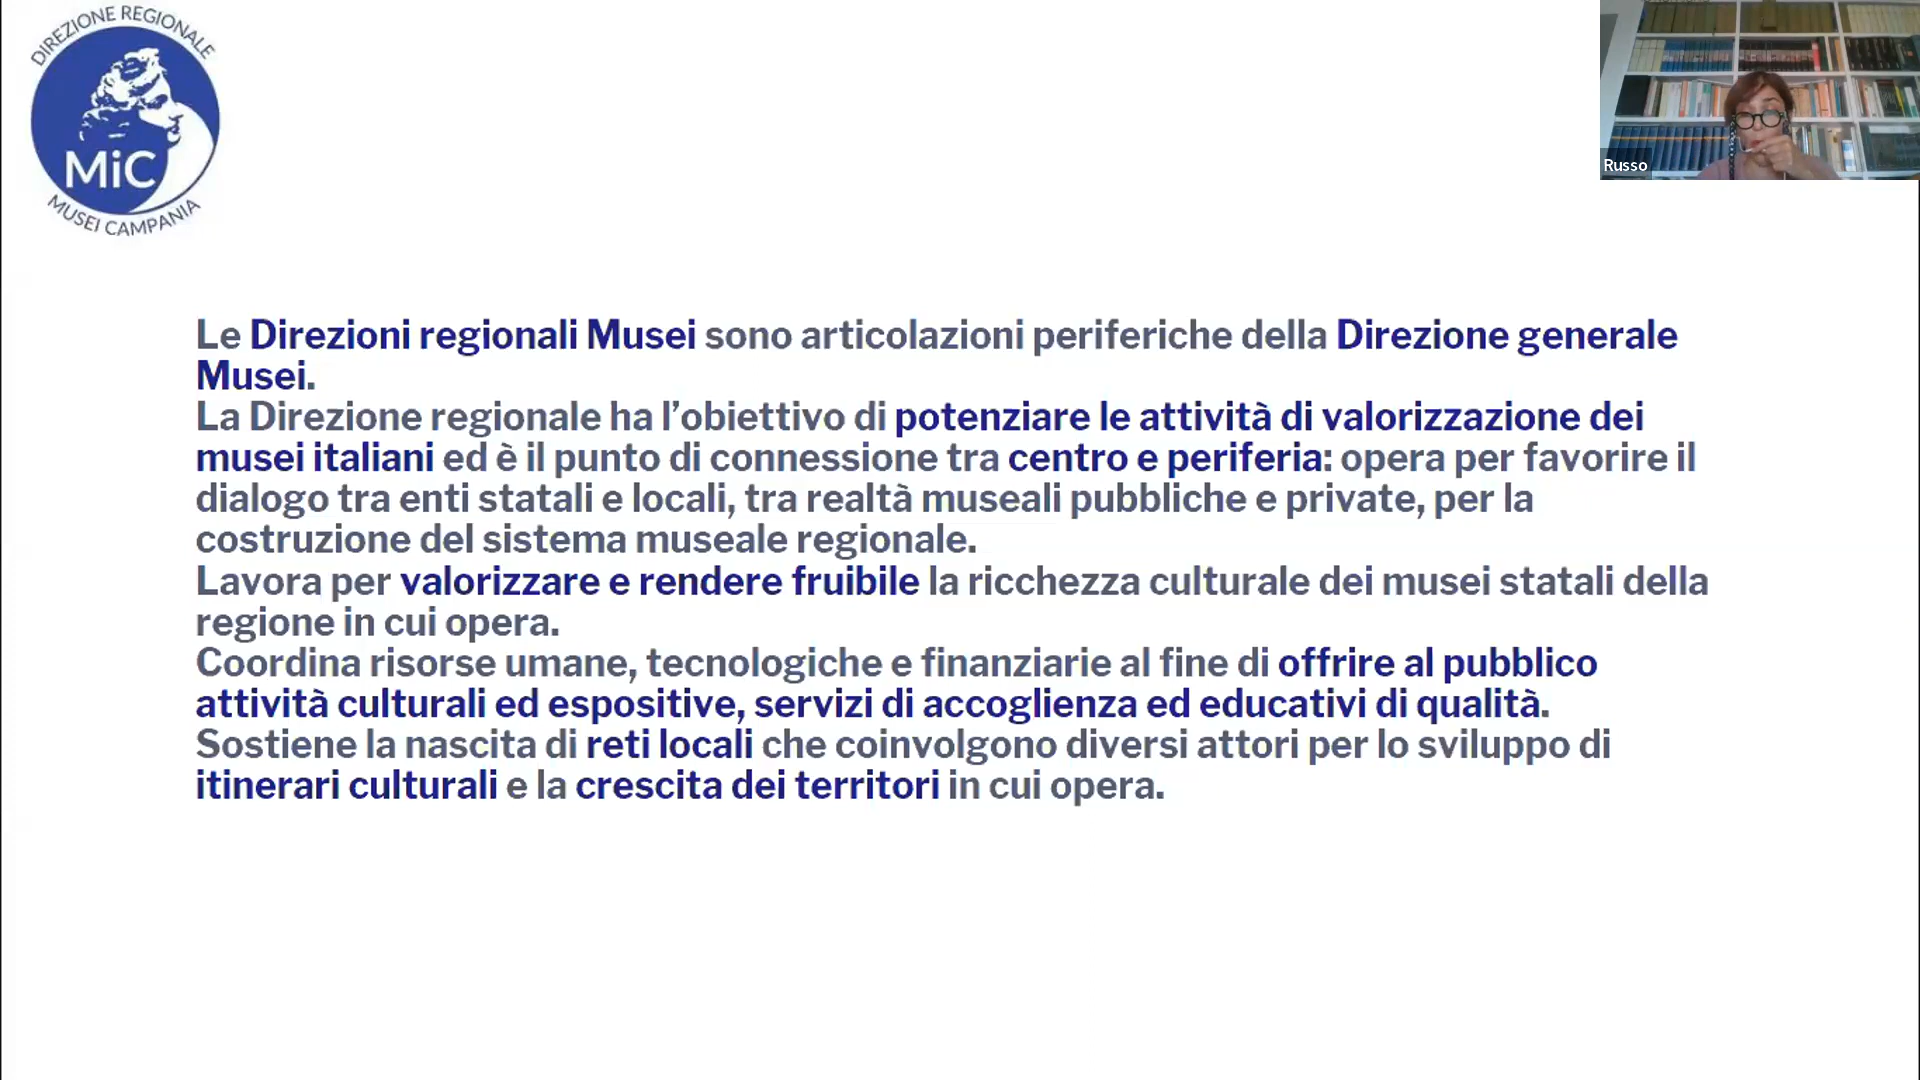 DIREZIONE REGIONALE
MiC
MUSEI CAMPANIA
Russo
Le Direzioni regionali Musei sono articolazioni periferiche della Direzione generale
Musei.
La Direzione regionale ha l’obiettivo di potenziare le attività di valorizzazione dei
musei italiani ed è il punto di connessione tra centro e periferia: opera per favorire il
dialogo tra enti statali e locali, tra realtà museali pubbliche e private, per la
costruzione del sistema museale regionale.
Lavora per valorizzare e rendere fruibile la ricchezza culturale dei musei statali della
regione in cui opera.
Coordina risorse umane, tecnologiche e finanziarie al fine di offrire al pubblico
attività culturali ed espositive, servizi di accoglienza ed educativi di qualità.
Sostiene la nascita di reti locali che coinvolgono diversi attori per lo sviluppo di
itinerari culturali e la crescita dei territori in cui opera.